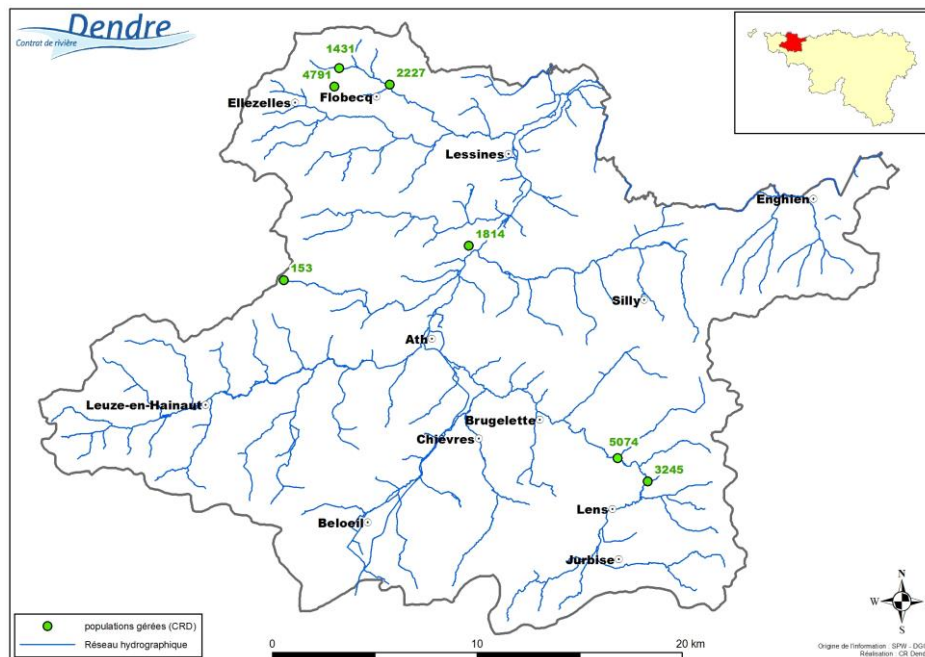 Dendre
Contrat de rivière
1431
4791
2227
Flobecq
Ellezelles
Lessines
Enghien
1814
153
Silly
Ath
Leuze-en-Hainaut
Brugelette
Chièvres
5074
3245
Lens
Beloeil
Jurbise
N
W
E
S
populations gérées (CRD)
Réseau hydrographique
0 10 20 km
Origine de l'information : SPW - DG
Réalisation : CR Dend